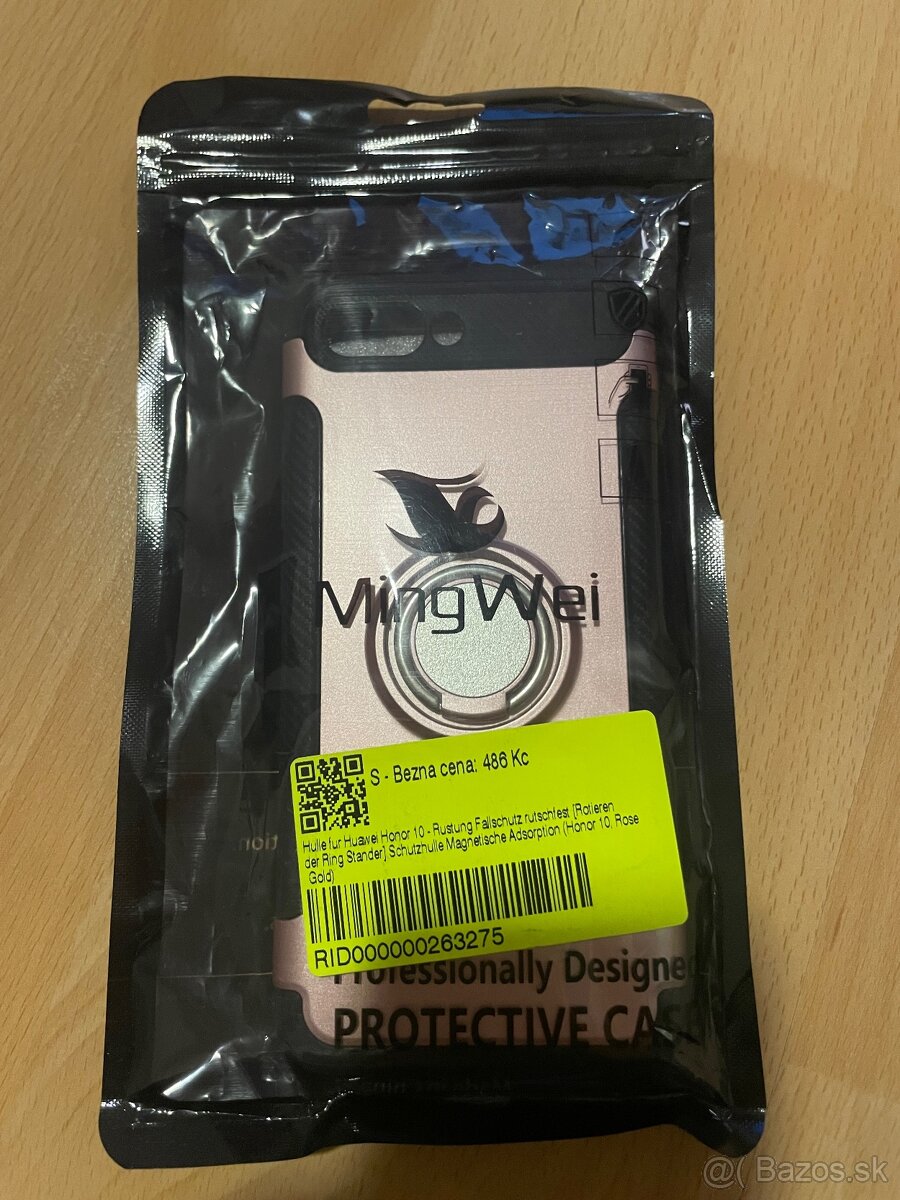 MingWei
S - Bezna cena: 486 Kc
Hulle fur Huawei Honor 10 - Rustung Fallschutz rutschfest [Rotieren
der Ring Stander] Schutzhulle Magnetische Adsorption (Honor 10, Rose
Gold)
RID000000263275
Professionally Designe
PROTECTIVE CAS
@( Bazos.sk